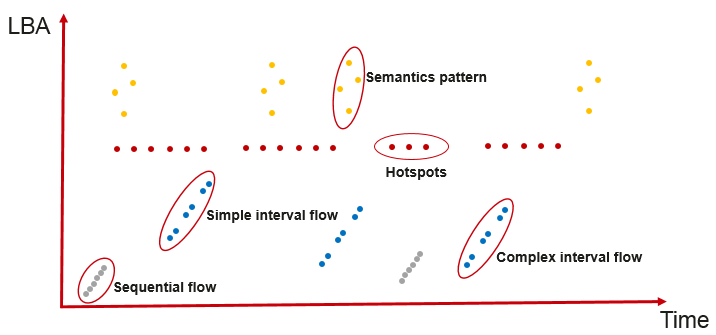 LBA
Semantics pattern
Hotspots
Simple interval flow
Complex interval flow
Sequential flow
Time